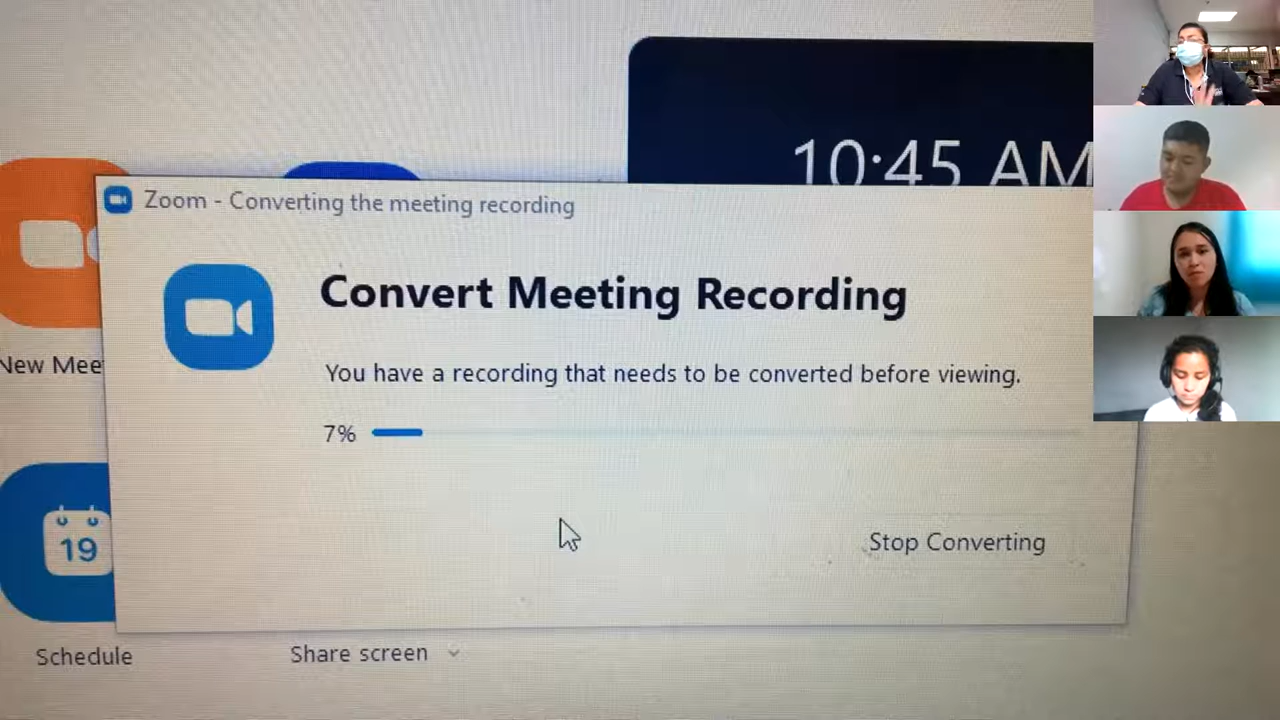 10:45 AM
Zoom - Converting the meeting recording
Convert Meeting Recording
You have a recording that needs to be converted before viewing.
7%
New Mee
Stop Converting
19
Schedule
Share screen